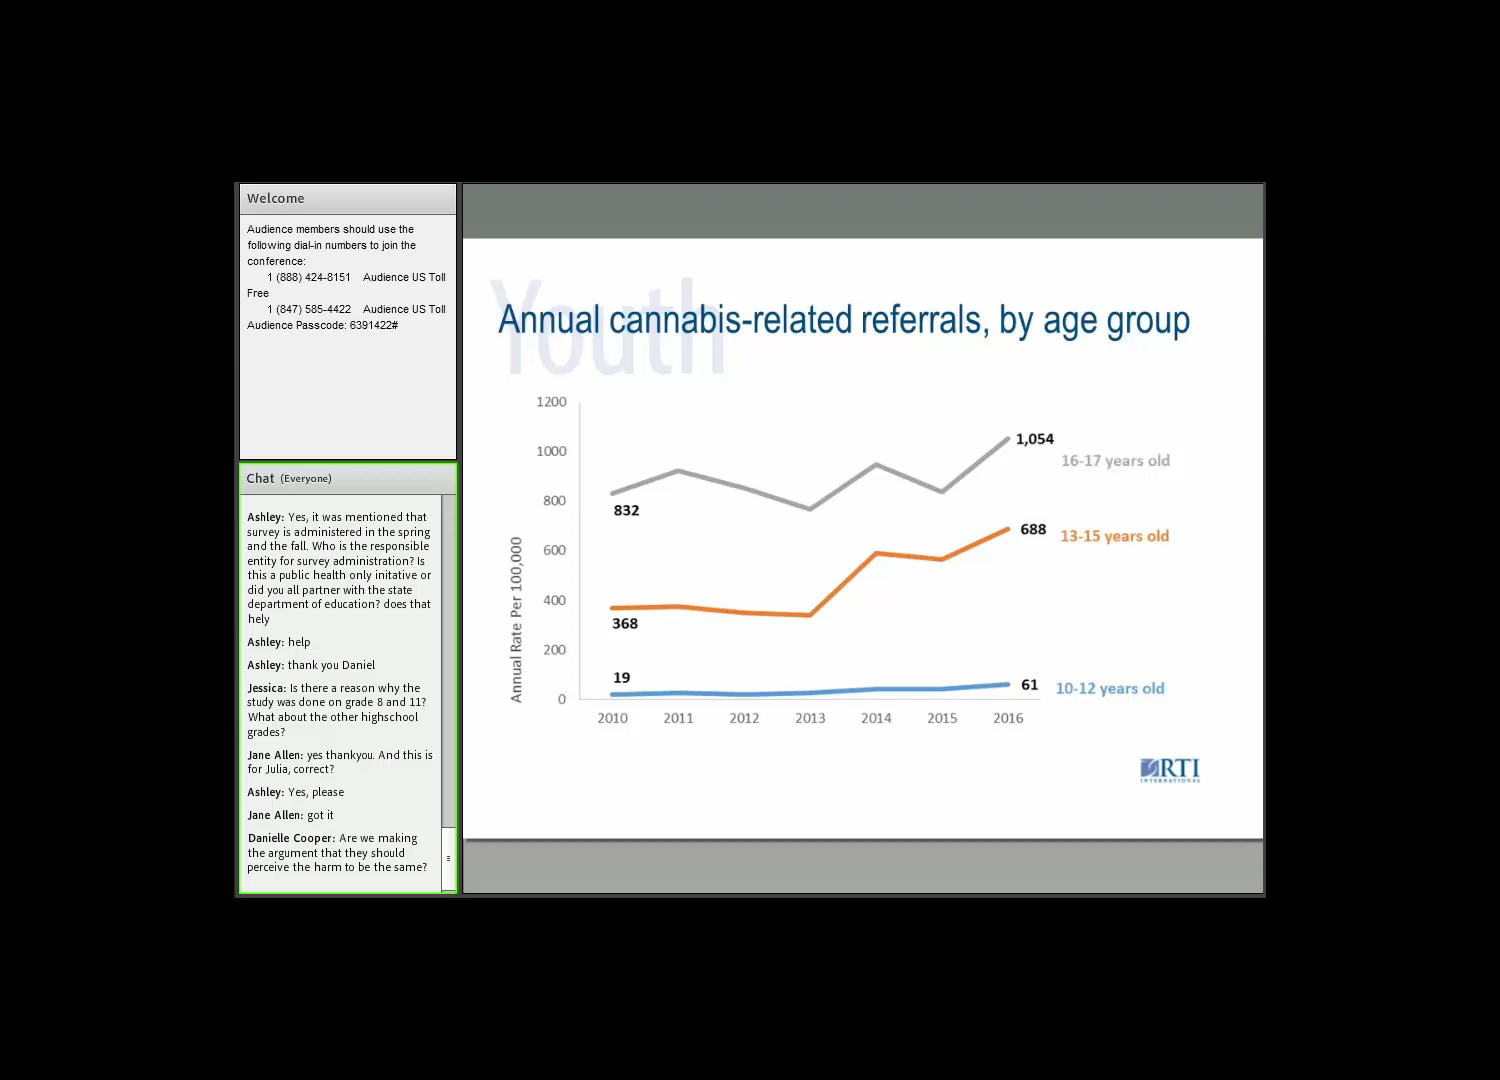 Welcome
Audience members should use the
following dial-in numbers to join the
conference:
1 (888) 424-8151 Audience US Toll
Free
1 (847) 585-4422 Audience US Toll
Audience Passcode: 6391422#
Chat (Everyone)
Ashley: Yes, it was mentioned that
survey is administered in the spring
and the fall. Who is the responsible
entity for survey administration? Is
this a public health only initative or
did you all partner with the state
department of education? does that
hely
Ashley: help
Ashley: thank you Daniel
Jessica: Is there a reason why the
study was done on grade 8 and 11?
What about the other highschool
grades?
Jane Allen: yes thankyou. And this is
for Julia, correct?
Ashley: Yes, please
Jane Allen: got it
Danielle Cooper: Are we making
the argument that they should
perceive the harm to be the same?
Youth
Annual cannabis-related referrals, by age group
Annual Rate Per 100,000
1200
1000
800
600
400
200
0
832
1,054
16-17 years old
368
688
13-15 years old
19
61
10-12 years old
2010 2011 2012 2013 2014 2015 2016
RTI
INTERNATIONAL